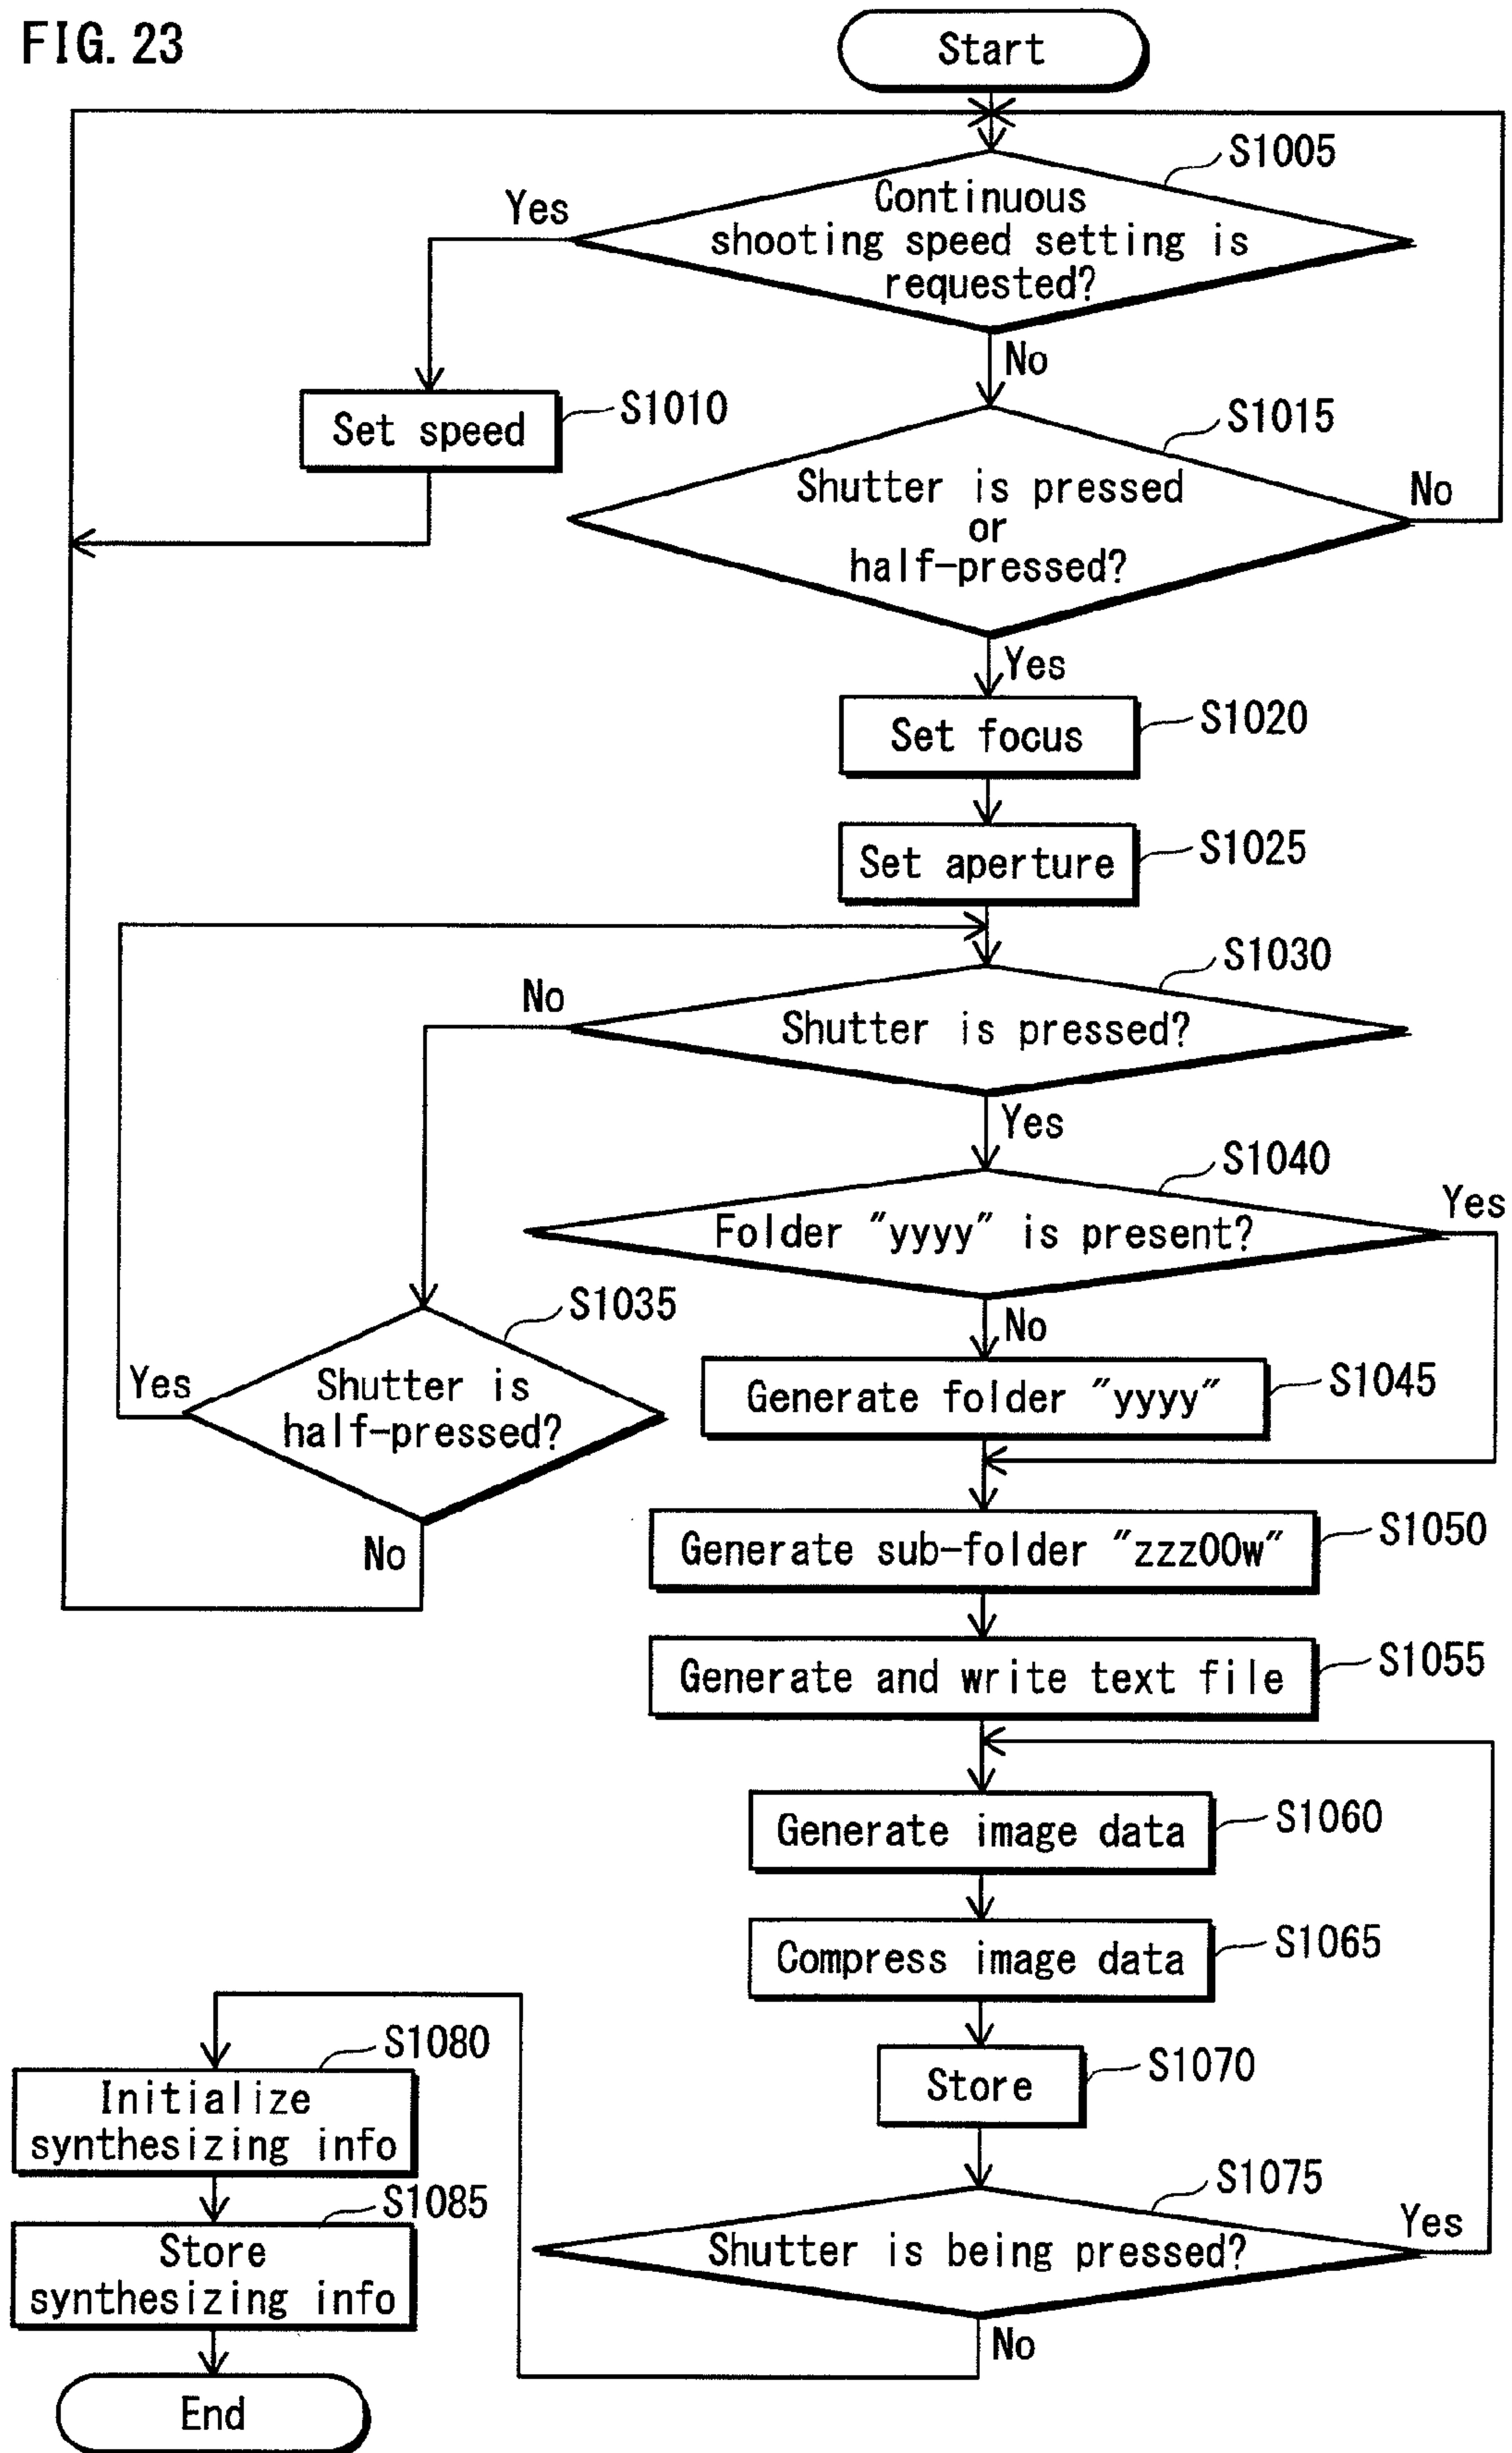 FIG. 23
Start
S1005
Yes
Continuous
shooting speed setting is
requested?
No
Set speed
S1010
S1015
Shutter is pressed
or
half-pressed?
No
Yes
Set focus
S1020
Set aperture
S1025
S1030
No
Shutter is pressed?
Yes
S1040
Yes
Folder "yyyy" is present?
No
S1035
Yes
Shutter is
half-pressed?
No
Generate folder "yyyy"
S1045
Generate sub-folder "zzz00w"
S1050
Generate and write text file
S1055
Generate image data
S1060
Compress image data
S1065
Store
S1070
S1075
Shutter is being pressed?
Yes
No
S1080
Initialize
synthesizing info
S1085
Store
synthesizing info
End